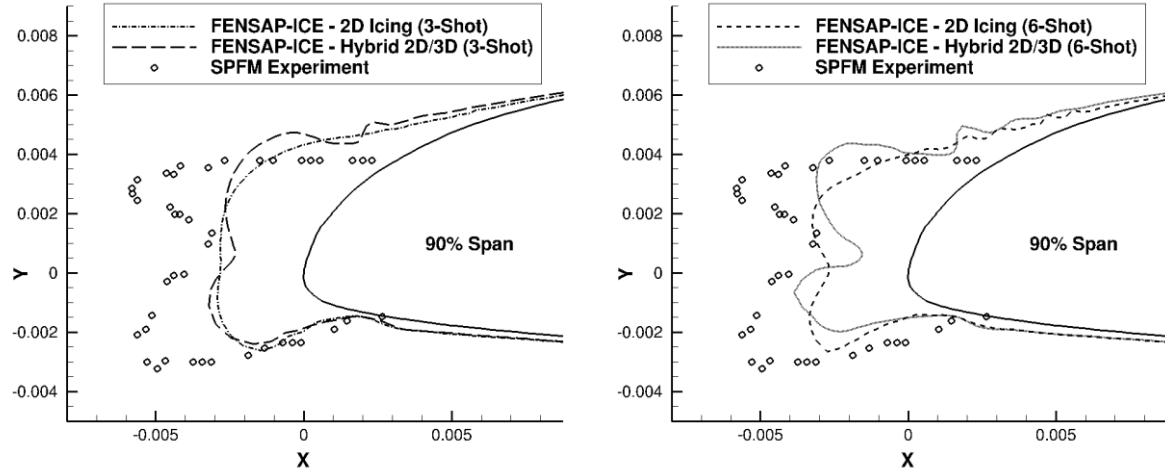 FENSAP-ICE - 2D Icing (3-Shot)
FENSAP-ICE - Hybrid 2D/3D (3-Shot)
SPFM Experiment
0.008
0.006
0.004
0.002
0
-0.002
-0.004
Y
90% Span
-0.005
0
0.005
X
FENSAP-ICE - 2D Icing (6-Shot)
FENSAP-ICE - Hybrid 2D/3D (6-Shot)
SPFM Experiment
0.008
0.006
0.004
0.002
0
-0.002
-0.004
Y
90% Span
-0.005
0
0.005
X